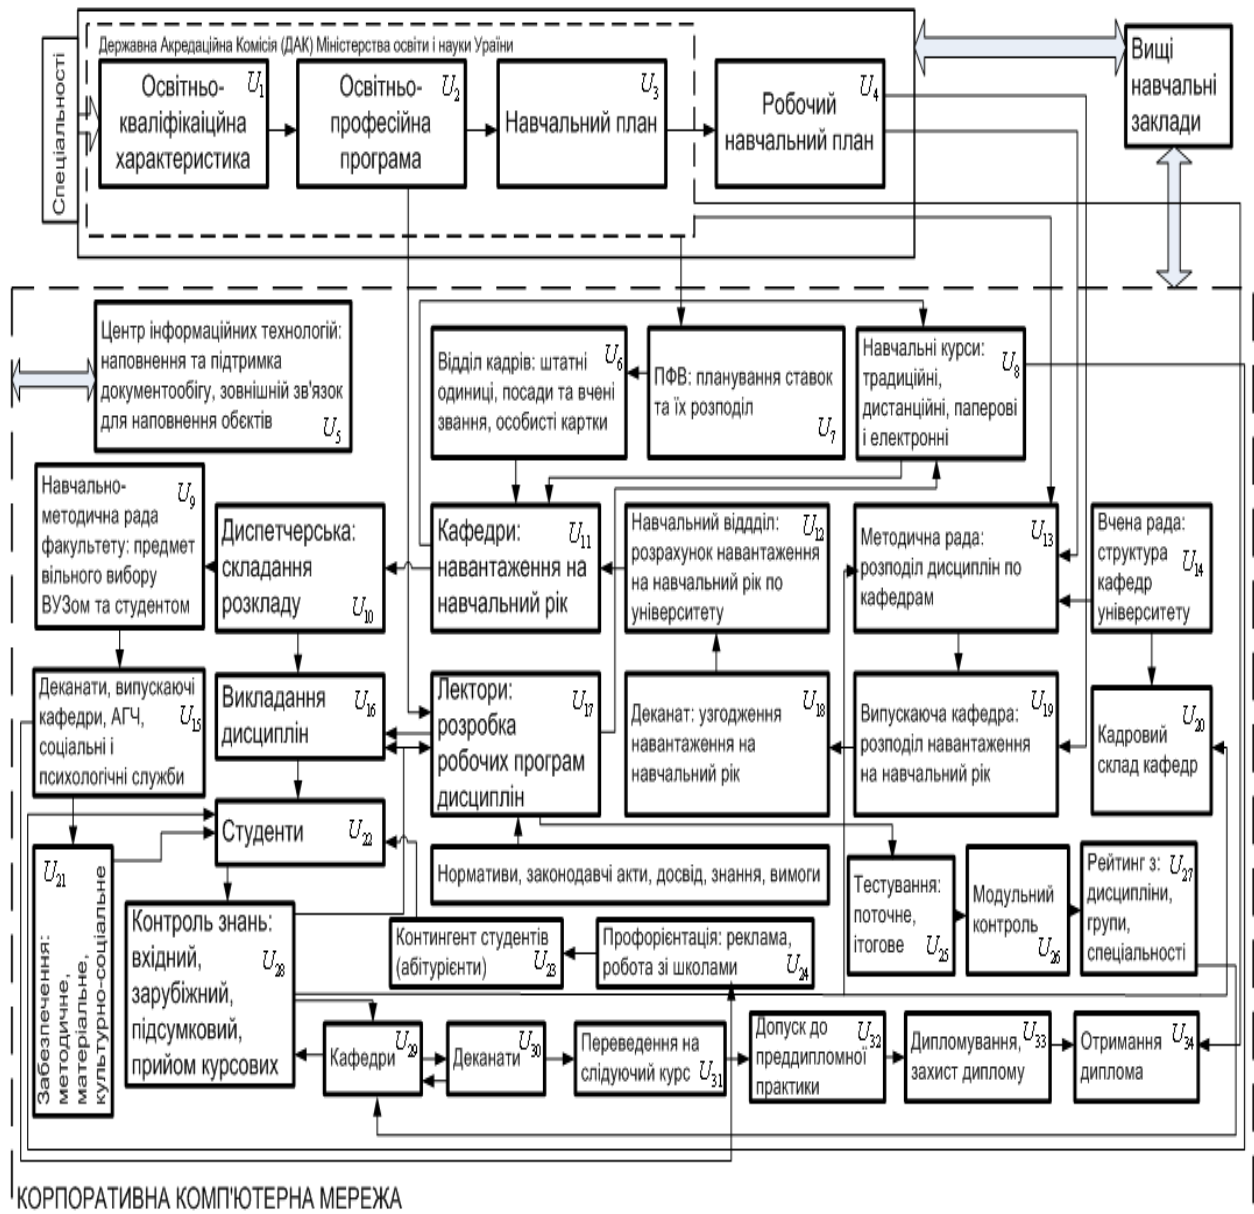 Державна Акредаційна Комісія (ДАК) Міністерства освіти і науки Ураїни
Спеціальності
Освітньо-
кваліфікаіційна
характеристика
U1
Освітньо-
професійна
програма
U2
Навчальний план
U3
Робочий
навчальний план
U4
Вищі
навчальні
заклади
Центр інформаційних технологій:
наповнення та підтримка
документообігу, зовнішній зв'язок
для наповнення обєктів
U5
Відділ кадрів: штатні
одиниці, посади та вчені
звання, особисті картки
U6
ПФВ: планування ставок
та їх розподіл
U7
Навчальні курси:
традиційні,
дистанційні, паперові
і електронні
U8
Навчально-
методична рада
факультету: предмет
вільного вибору
ВУЗом та студентом
U9
Диспетчерська:
складання
розкладу
U10
Кафедри:
навантаження на
навчальний рік
U11
Навчальний віддділ:
розрахунок навантаження
на навчальний рік по
університету
U12
Методична рада:
розподіл дисциплін по
кафедрам
U13
Вчена рада:
структура
кафедр
університету
U14
Деканати, випускаючі
кафедри, АГЧ,
соціальні і
психологічні служби
U15
Викладання
дисциплін
U16
Лектори:
розробка
робочих програм
дисциплін
U17
Деканат: узгодження
навантаження на
навчальний рік
U18
Випускаюча кафедра:
розподіл навантаження
на навчальний рік
U19
Кадровий
склад кафедр
U20
Забезпечення:
методичне,
матеріальне,
культурно-соціальне
U21
Студенти
U22
Нормативи, законодавчі акти, досвід, знання, вимоги
Контингент студентів
(абітурієнти)
U23
Профорієнтація: реклама,
робота зі школами
U24
Тестування:
поточне,
ітогове
U25
Модульний
контроль
U26
Рейтинг з:
дисципліни,
групи,
спеціальності
U27
Контроль знань:
вхідний,
зарубіжний,
підсумковий,
прийом курсових
U28
Кафедри
U29
Деканати
U30
Переведення на
слідуючий курс
U31
Допуск до
преддипломної
практики
U32
Дипломування,
захист диплому
U33
Отримання
диплома
U34
КОРПОРАТИВНА КОМП'ЮТЕРНА МЕРЕЖА